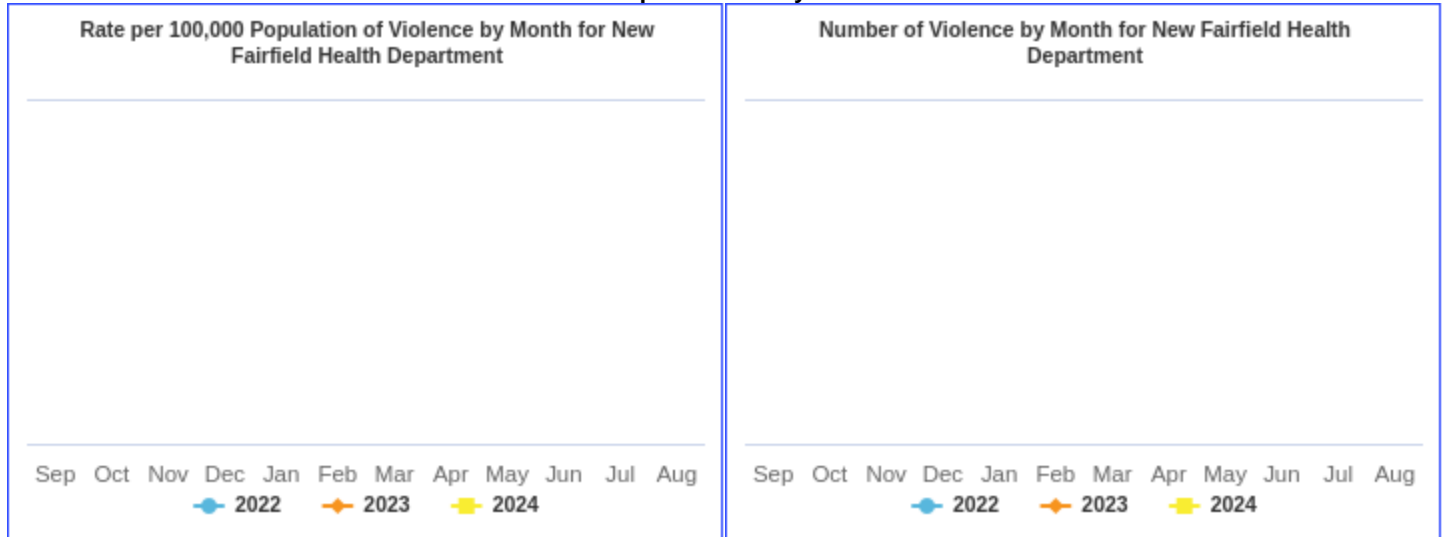 Rate per 100,000 Population of Violence by Month for New
Fairfield Health Department
Sep Oct Nov Dec Jan Feb Mar Apr May Jun Jul Aug
2022 2023 2024
Number of Violence by Month for New Fairfield Health
Department
Sep Oct Nov Dec Jan Feb Mar Apr May Jun Jul Aug
2022 2023 2024